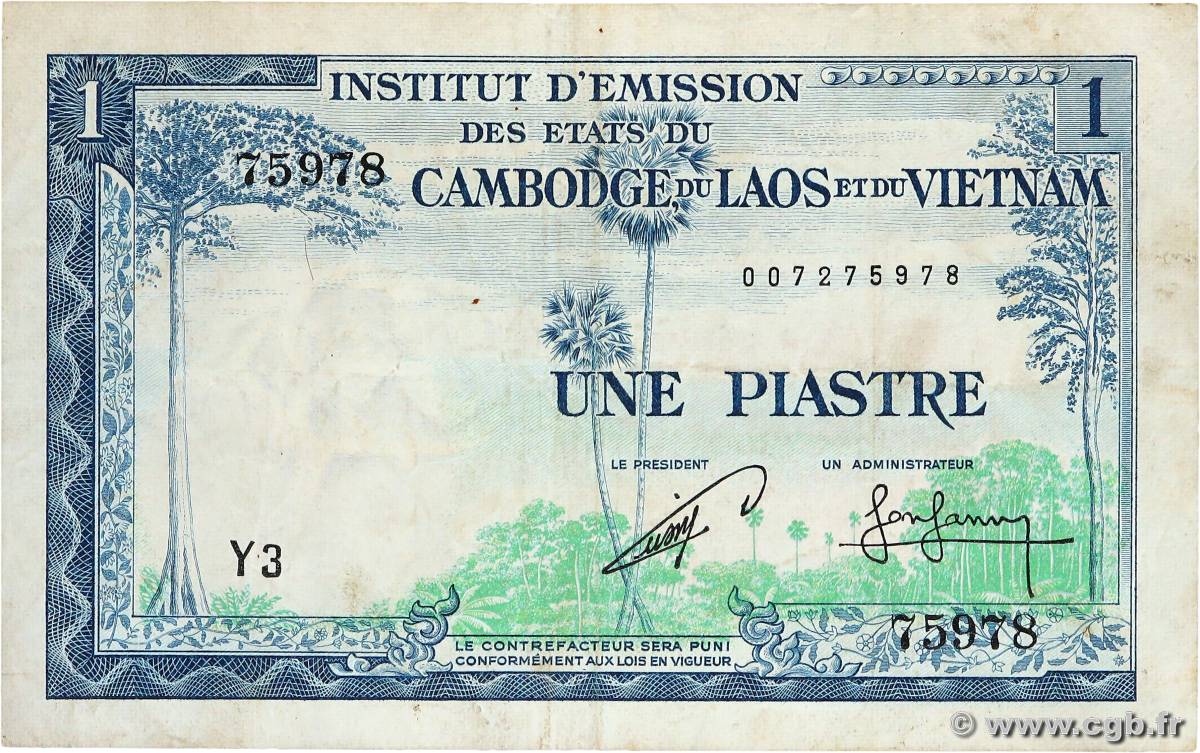 1 INSTITUT D'EMISSION 1
DES ETATS DU
75978
CAMBODGE, DU LAOS ET DU VIETNAM
007275978
UNE PIASTRE
LE PRESIDENT UN ADMINISTRATEUR
Y3
75978
LE CONTREFACTEUR SERA PUNI
CONFORMÉMENT AUX LOIS EN VIGUEUR
© www.cgb.fr